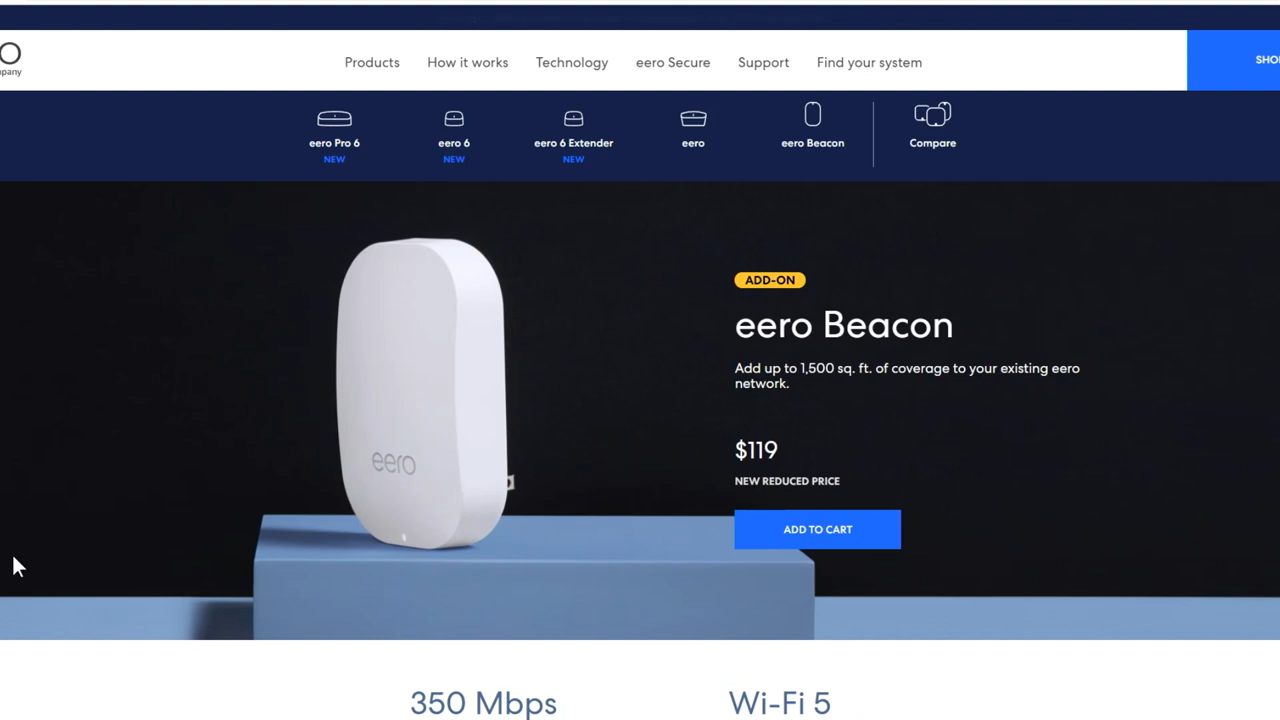 Products How it works Technology eero Secure Support Find your system
eero Pro 6 eero 6 eero 6 Extender eero eero Beacon Compare
NEW NEW NEW
ADD-ON
eero Beacon
Add up to 1,500 sq. ft. of coverage to your existing eero
network.
$119
NEW REDUCED PRICE
ADD TO CART
eero
350 Mbps Wi-Fi 5